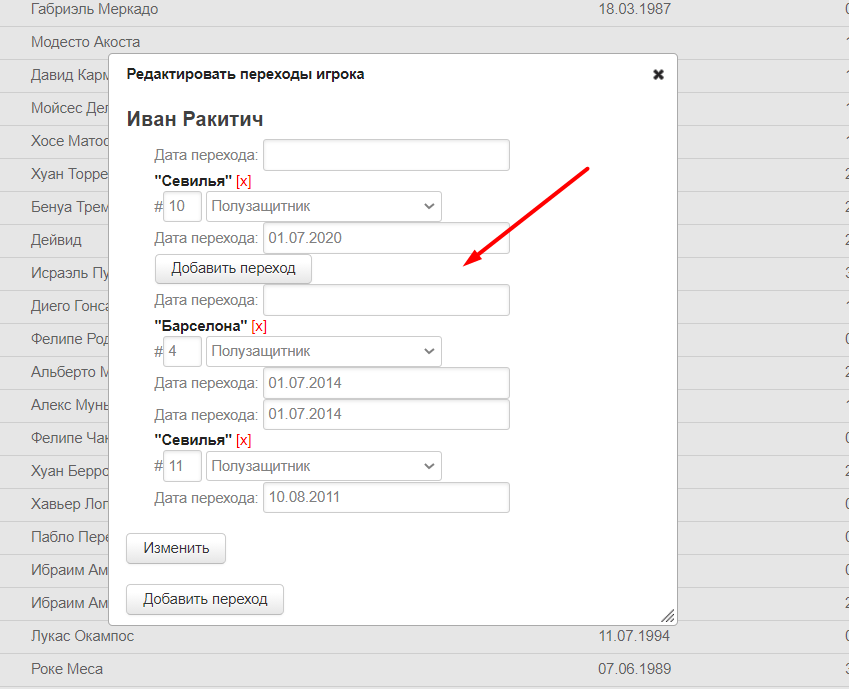 Габриэль Меркадо 18.03.1987
Модесто Акоста
Редактировать переходы игрока ✖
Давид Карм
Мойсес Дел
Иван Ракитич
Хосе Матос
Дата перехода:
Хуан Торре
"Севилья" [x]
Бенуа Трем
#10 Полузащитник
Дейвид
Дата перехода: 01.07.2020
Исраэль Пу
Добавить переход
Диего Гонса
Дата перехода:
Фелипе Род
"Барселона" [x]
#4 Полузащитник
Альберто М
Дата перехода: 01.07.2014
Алекс Мунь
Дата перехода: 01.07.2014
Фелипе Чан
"Севилья" [x]
Хуан Берро
#11 Полузащитник
Хавьер Лог
Дата перехода: 10.08.2011
Пабло Пере
Изменить
Ибраим Ам
Ибраим Ам
Добавить переход
Лукас Окампос 11.07.1994
Роке Меса 07.06.1989